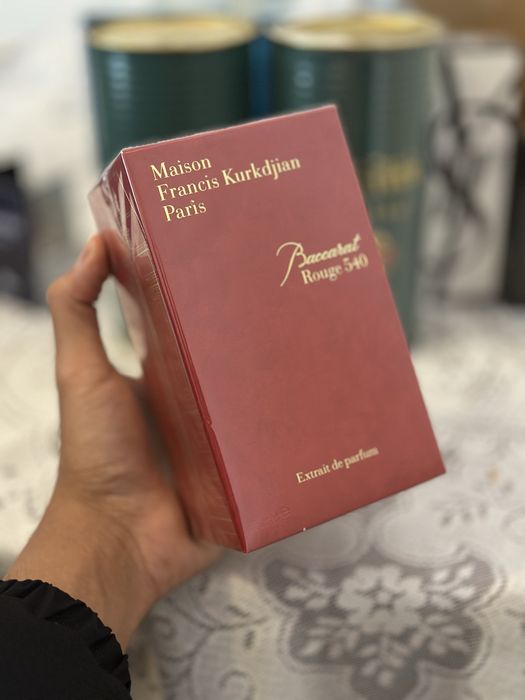 Maison
Francis Kurkdjian
Paris
Baccarat
Rouge 540
Extrait de parfum